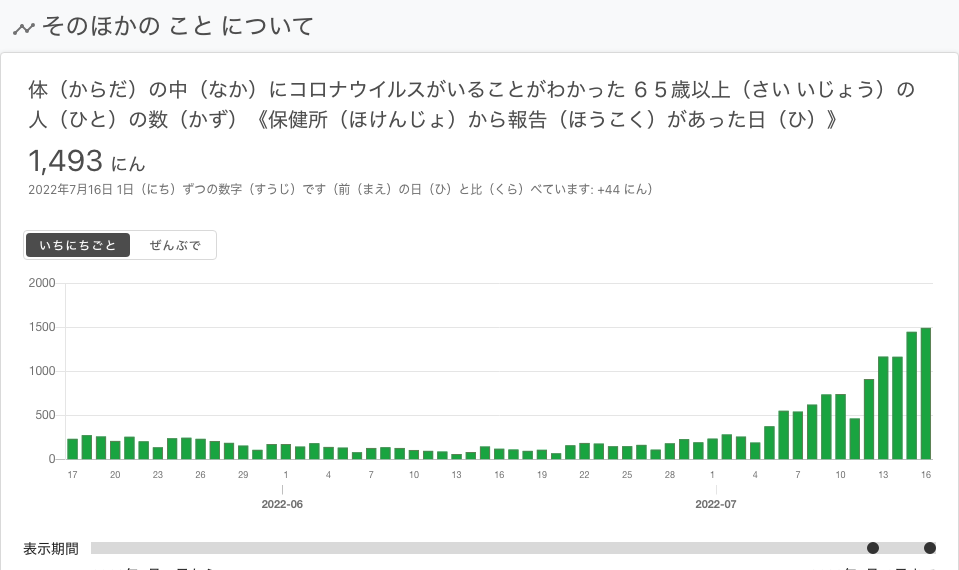 そのほかの こと について
体（からだ）の中（なか）にコロナウイルスがいることがわかった ６５歳以上（さい いじょう）の
人（ひと）の数（かず）《保健所（ほけんじょ）から報告（ほうこく）があった日（ひ）》
1,493 にん
2022年7月16日 1日（にち）ずつの数字（すうじ）です（前（まえ）の日（ひ）と比（くら）べています: +44 にん）
いちにちごと ぜんぶで
2000
1500
1000
500
0
17 20 23 26 29 1 4 7 10 13 16 19 22 25 28 1 4 7 10 13 16
2022-06 2022-07
表示期間